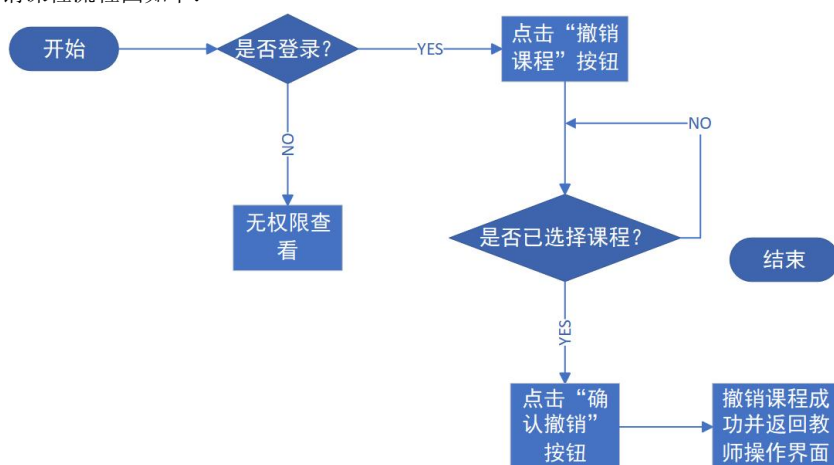 开始
是否登录？
YES
点击“撤销
课程”按钮
NO
NO
无权限查
看
是否已选择课程？
结束
YES
点击“确
认撤销”
按钮
撤销课程成
功并返回教
师操作界面